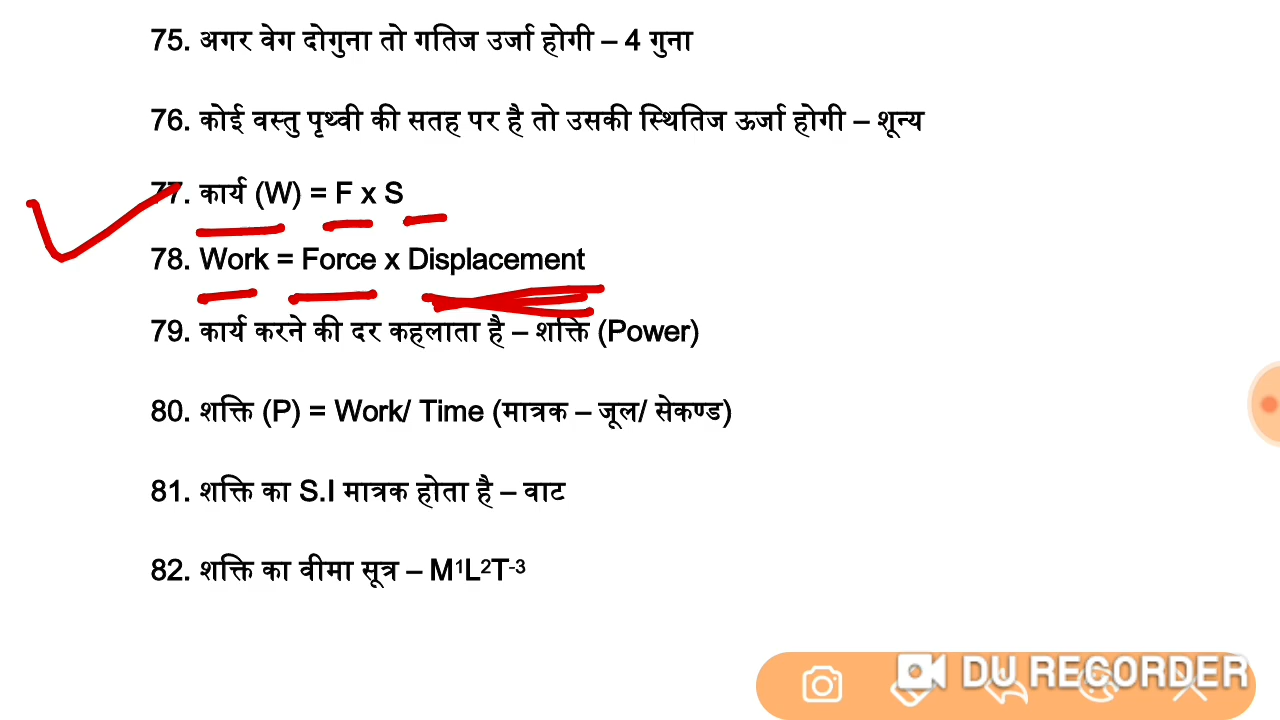 75. अगर वेग दोगुना तो गतिज उर्जा होगी – 4 गुना
76. कोई वस्तु पृथ्वी की सतह पर है तो उसकी स्थितिज ऊर्जा होगी – शून्य
77. कार्य (W) = F x S
78. Work = Force x Displacement
79. कार्य करने की दर कहलाता है – शक्ति (Power)
80. शक्ति (P) = Work/ Time (मात्रक – जूल/ सेकण्ड)
81. शक्ति का S.I मात्रक होता है – वाट
82. शक्ति का वीमा सूत्र – M¹L²T⁻³
DU RECORDER